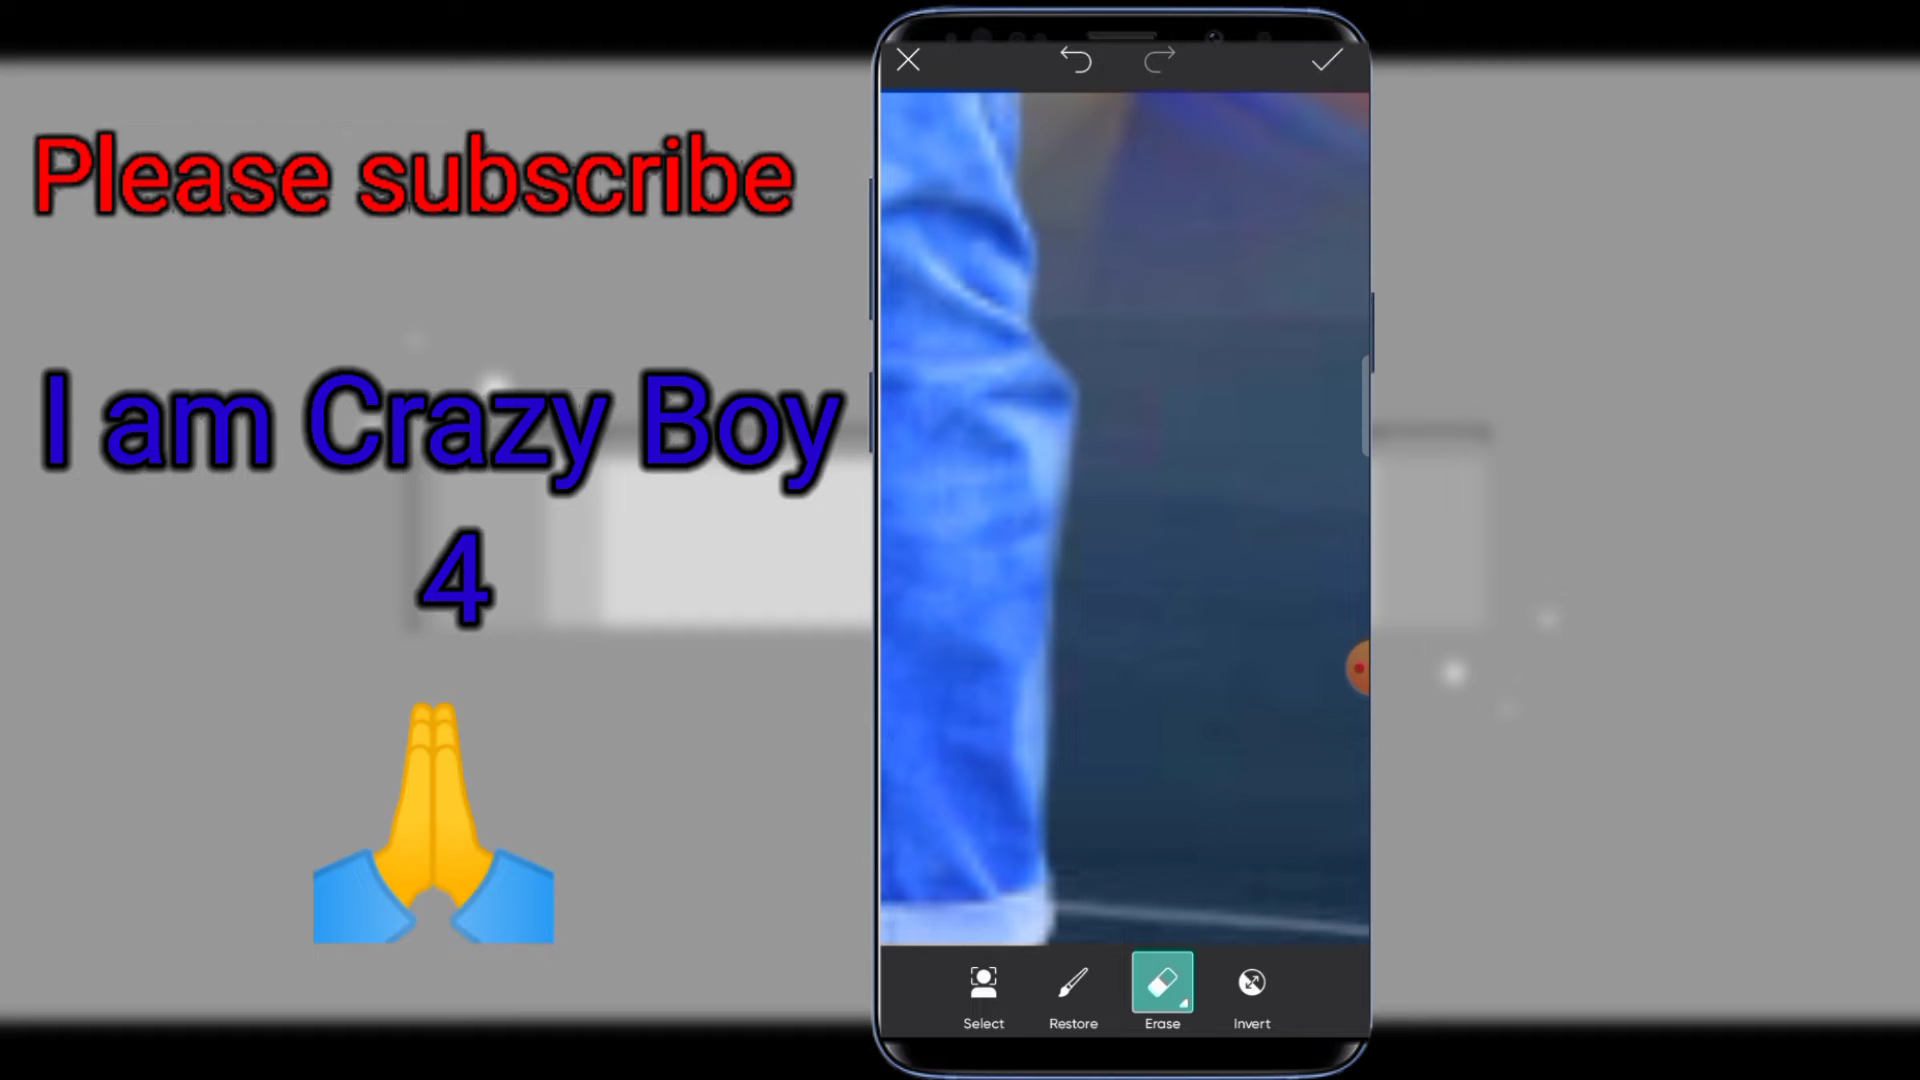 Please subscribe
I am Crazy Boy
4
Select
Restore
Erase
Invert